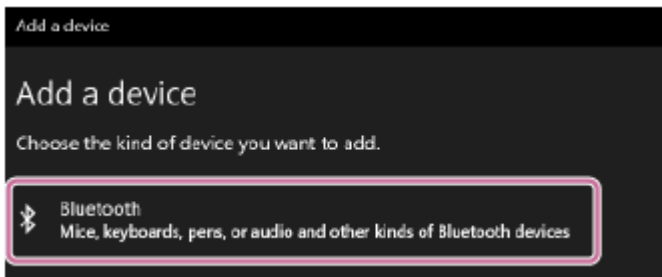 Add a device
Add a device
Choose the kind of device you want to add.
Bluetooth
Mice, keyboards, pens, or audio and other kinds of Bluetooth devices